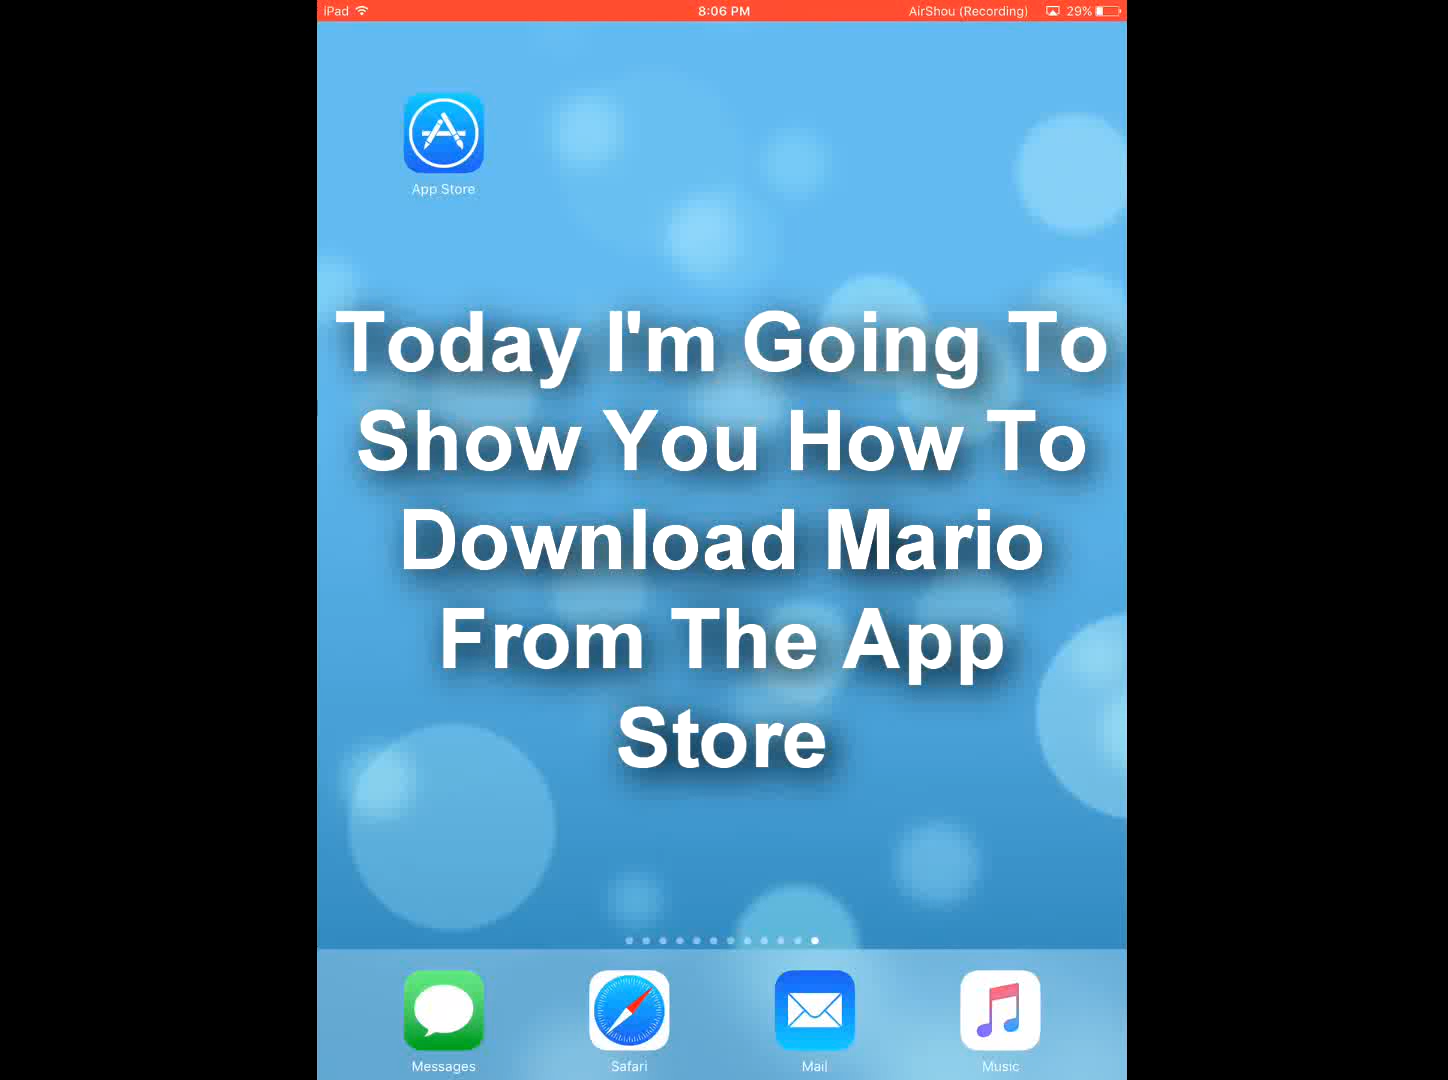 iPad 8:06 PM AirShou (Recording) 29%
App Store
Today I'm Going To
Show You How To
Download Mario
From The App
Store
Messages Safari Mail Music